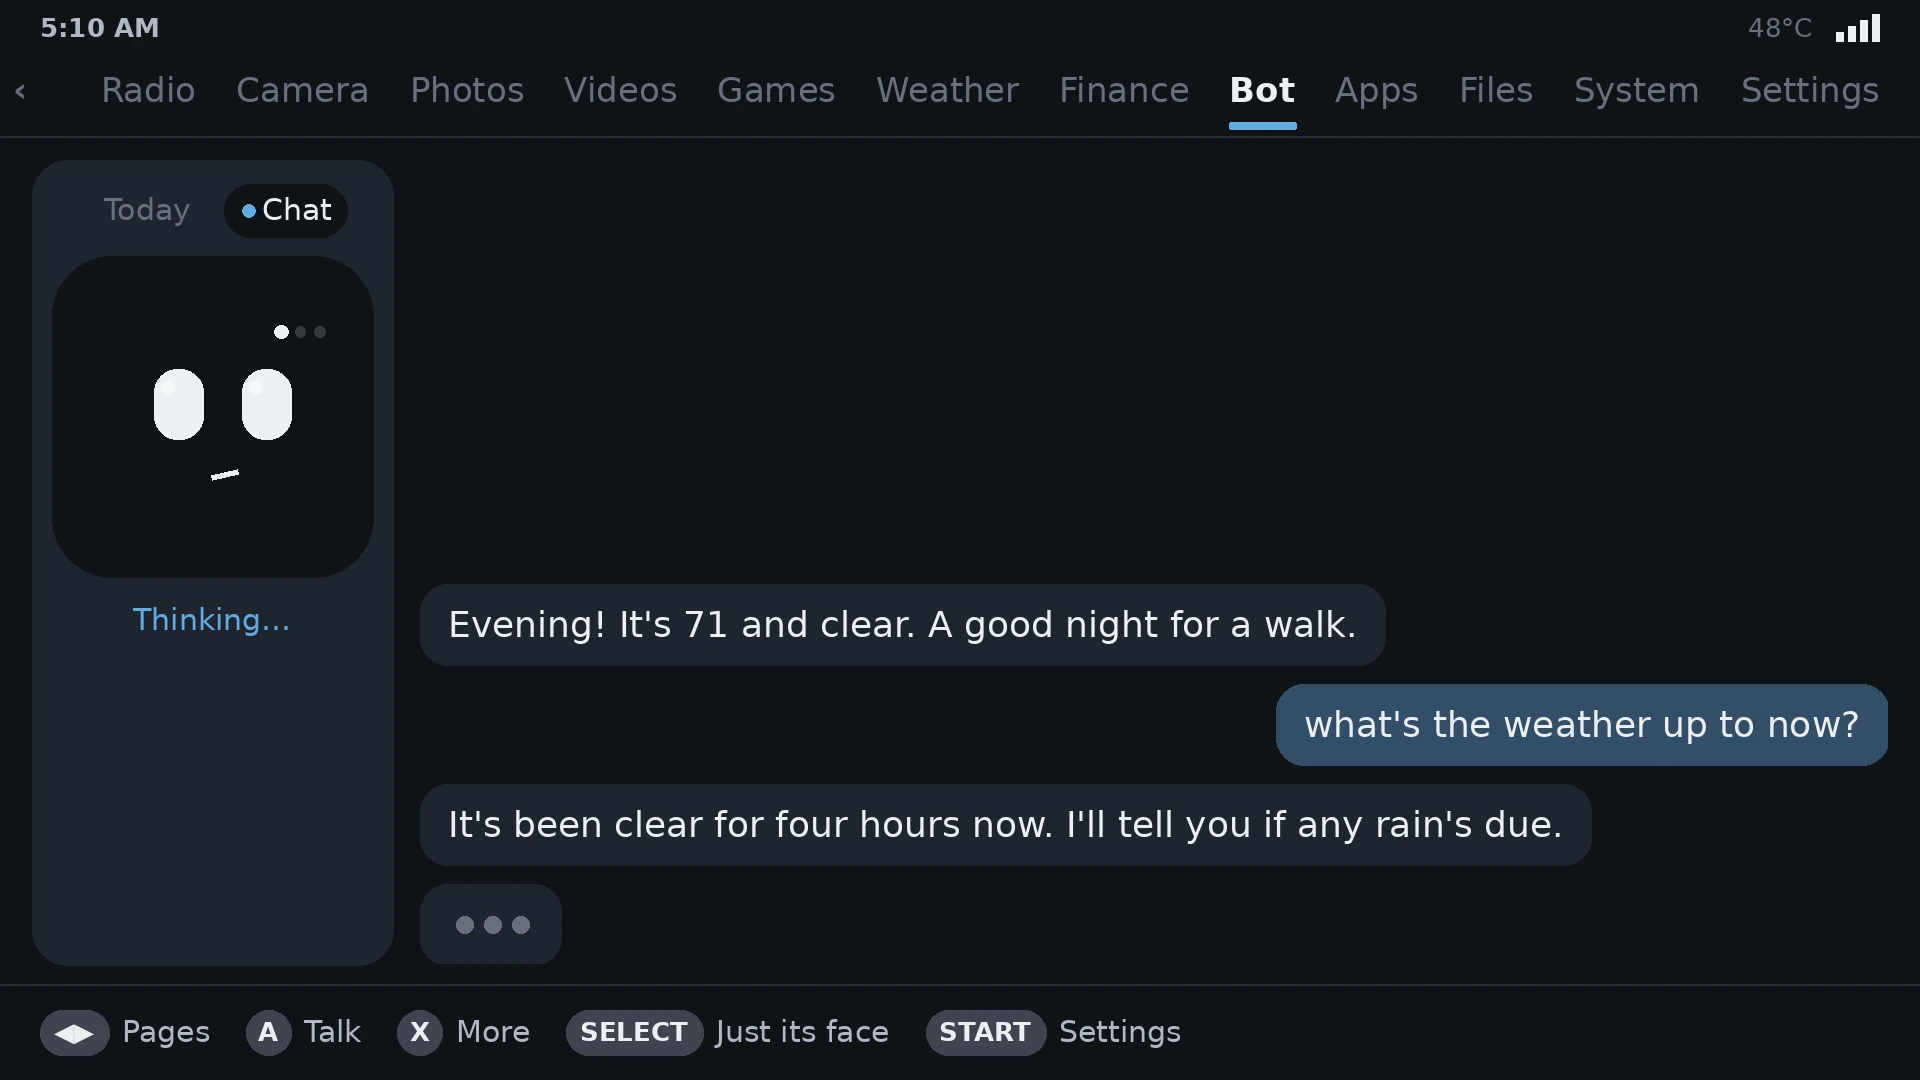 5:10 AM
48°C
‹ Radio Camera Photos Videos Games Weather Finance Bot Apps Files System Settings
Today Chat
Thinking...
Evening! It's 71 and clear. A good night for a walk.
what's the weather up to now?
It's been clear for four hours now. I'll tell you if any rain's due.
◀▶ Pages A Talk X More SELECT Just its face START Settings